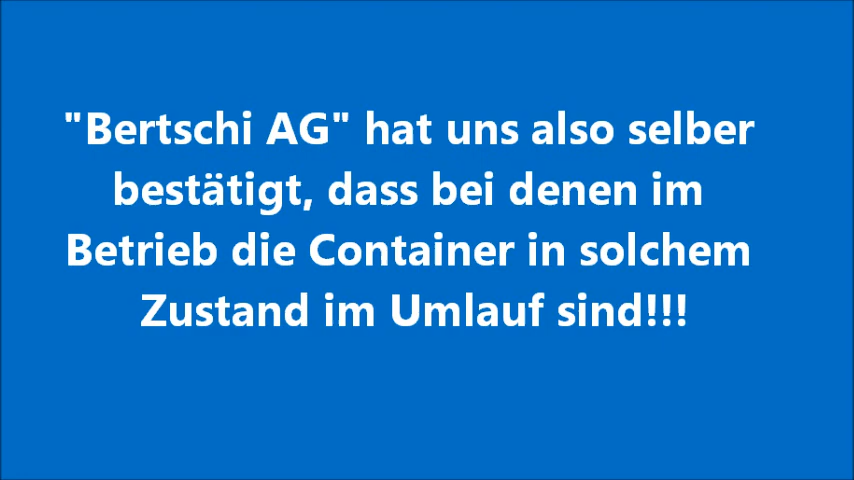 "Bertschi AG" hat uns also selber
bestätigt, dass bei denen im
Betrieb die Container in solchem
Zustand im Umlauf sind!!!